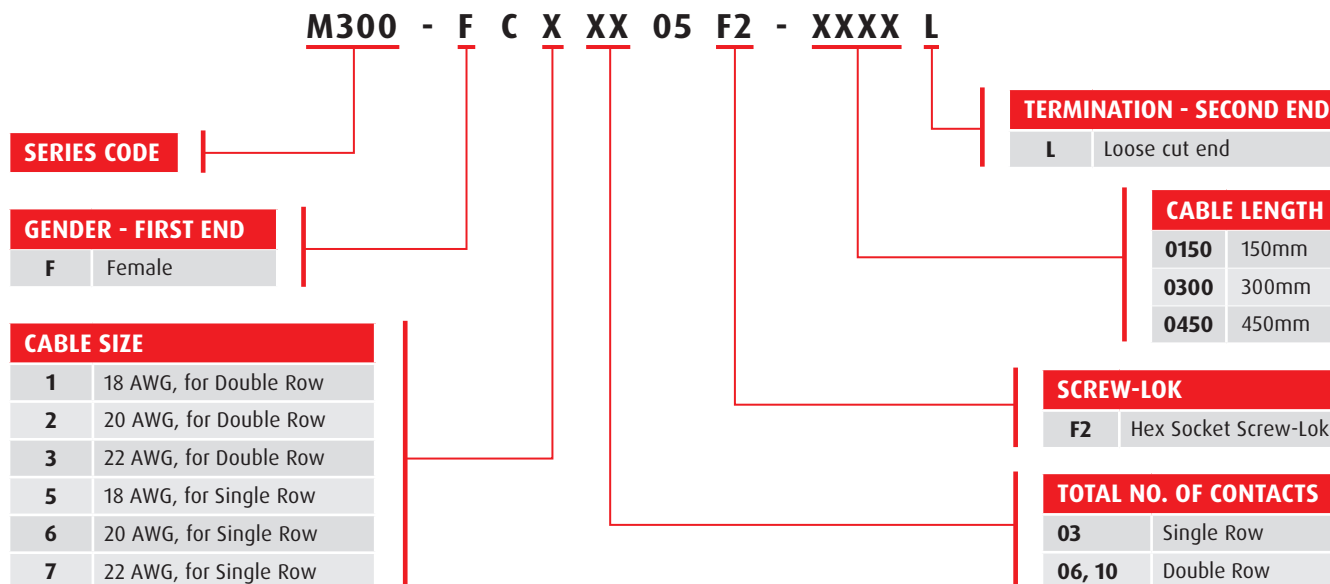 M300 - F C X XX 05 F2 - XXXX L
SERIES CODE
GENDER - FIRST END
F Female
CABLE SIZE
1 18 AWG, for Double Row
2 20 AWG, for Double Row
3 22 AWG, for Double Row
5 18 AWG, for Single Row
6 20 AWG, for Single Row
7 22 AWG, for Single Row
TERMINATION - SECOND END
L Loose cut end
CABLE LENGTH
0150 150mm
0300 300mm
0450 450mm
SCREW-LOK
F2 Hex Socket Screw-Lok
TOTAL NO. OF CONTACTS
03 Single Row
06, 10 Double Row